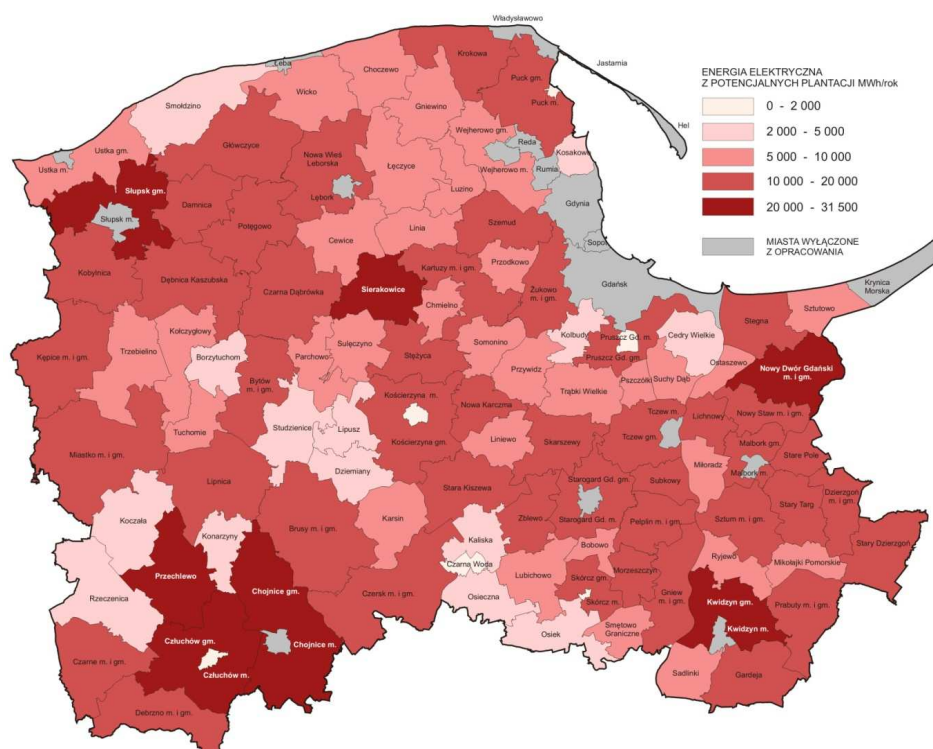 Władysławowo
Jastarnia
Hel
Łeba
Choczewo
Krokowa
Puck gm.
Puck m.
Wicko
Gniewino
Smołdzino
Wejherowo gm.
Reda
Kosakowo
Wejherowo m.
Rumia
Ustka gm.
Ustka m.
Główczyce
Nowa Wieś
Lęborska
Łęczyce
Luzino
Gdynia
Słupsk gm.
Słupsk m.
Damnica
Potęgowo
Lębork
Cewice
Linia
Szemud
Sopot
Kobylnica
Dębnica Kaszubska
Czarna Dąbrówka
Sierakowice
Kartuzy m. i gm.
Przodkowo
Żukowo
m. i gm.
Gdańsk
Krynica
Morska
Chmielno
Kołczygłowy
Trzebielino
Borzytuchom
Kępice m. i gm.
Bytów
m. i gm.
Parchowo
Sulęczyno
Stężyca
Somonino
Kolbudy
Pruszcz Gd. m.
Pruszcz Gd. gm.
Cedry Wielkie
Stegna
Sztutowo
Ostaszewo
Nowy Dwór Gdański
m. i gm.
Przywidz
Trąbki Wielkie
Pszczółki
Suchy Dąb
Tuchomie
Studzienice
Lipusz
Kościerzyna m.
Kościerzyna gm.
Nowa Karczma
Liniewo
Skarszewy
Tczew m.
Tczew gm.
Lichnowy
Nowy Staw m. i gm.
Malbork gm.
Malbork m.
Stare Pole
Miłoradz
Miastko m. i gm.
Dziemiany
Lipnica
Stara Kiszewa
Starogard Gd. gm.
Starogard Gd. m.
Subkowy
Dzierzgoń
m. i gm.
Koczała
Konarzyny
Brusy m. i gm.
Karsin
Zblewo
Pelplin m. i gm.
Sztum m. i gm.
Stary Targ
Stary Dzierzgoń
Kaliska
Czarna Woda
Bobowo
Ryjewo
Mikołajki Pomorskie
Przechlewo
Chojnice gm.
Rzeczenica
Czersk m. i gm.
Osieczna
Lubichowo
Skórcz gm.
Skórcz m.
Morzeszczyn
Gniew
m. i gm.
Kwidzyn gm.
Kwidzyn m.
Prabuty m. i gm.
Człuchów gm.
Człuchów m.
Chojnice m.
Osiek
Smętowo
Graniczne
Czarne m. i gm.
Debrzno m. i gm.
Sadlinki
Gardeja
ENERGIA ELEKTRYCZNA
Z POTENCJALNYCH PLANTACJI MWh/rok
0 - 2 000
2 000 - 5 000
5 000 - 10 000
10 000 - 20 000
20 000 - 31 500
MIASTA WYŁĄCZONE
Z OPRACOWANIA